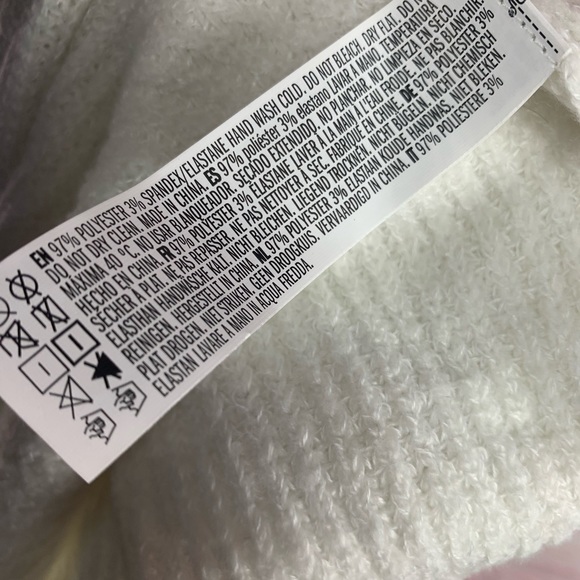 EN 97% POLYESTER 3% SPANDEX/ELASTANE HAND WASH COLD. DO NOT BLEACH. DRY FLAT. DO
DO NOT DRY CLEAN. MADE IN CHINA. ES 97% poliéster 3% elastano LAVAR A MANO. TEMPERATURA
MÁXIMA 40 °C, NO USAR BLANQUEADOR. SECADO EXTENDIDO, NO PLANCHAR. NO LIMPIEZA EN SECO.
HECHO EN CHINA. FR 97% POLYESTER 3% ELASTANE LAVER À LA MAIN À L'EAU FROIDE. NE PAS BLANCHIR.
SÉCHER À PLAT. NE PAS REPASSER. NE PAS NETTOYER À SEC. FABRIQUÉ EN CHINE. DE 97% POLYESTER 3%
ELASTHAN HANDWÄSCHE KALT. NICHT BLEICHEN. LIEGEND TROCKNEN. NICHT BÜGELN. NICHT CHEMISCH
REINIGEN. HERGESTELLT IN CHINA. NL 97% POLYESTER 3% ELASTAN KOUDE HANDWAS. NIET BLEKEN.
PLAT DROGEN. NIET STRIJKEN. GEEN DROOGKUIS. VERVAARDIGD IN CHINA. IT 97% POLIESTERE 3%
ELASTAN LAVARE A MANO IN ACQUA FREDDA.